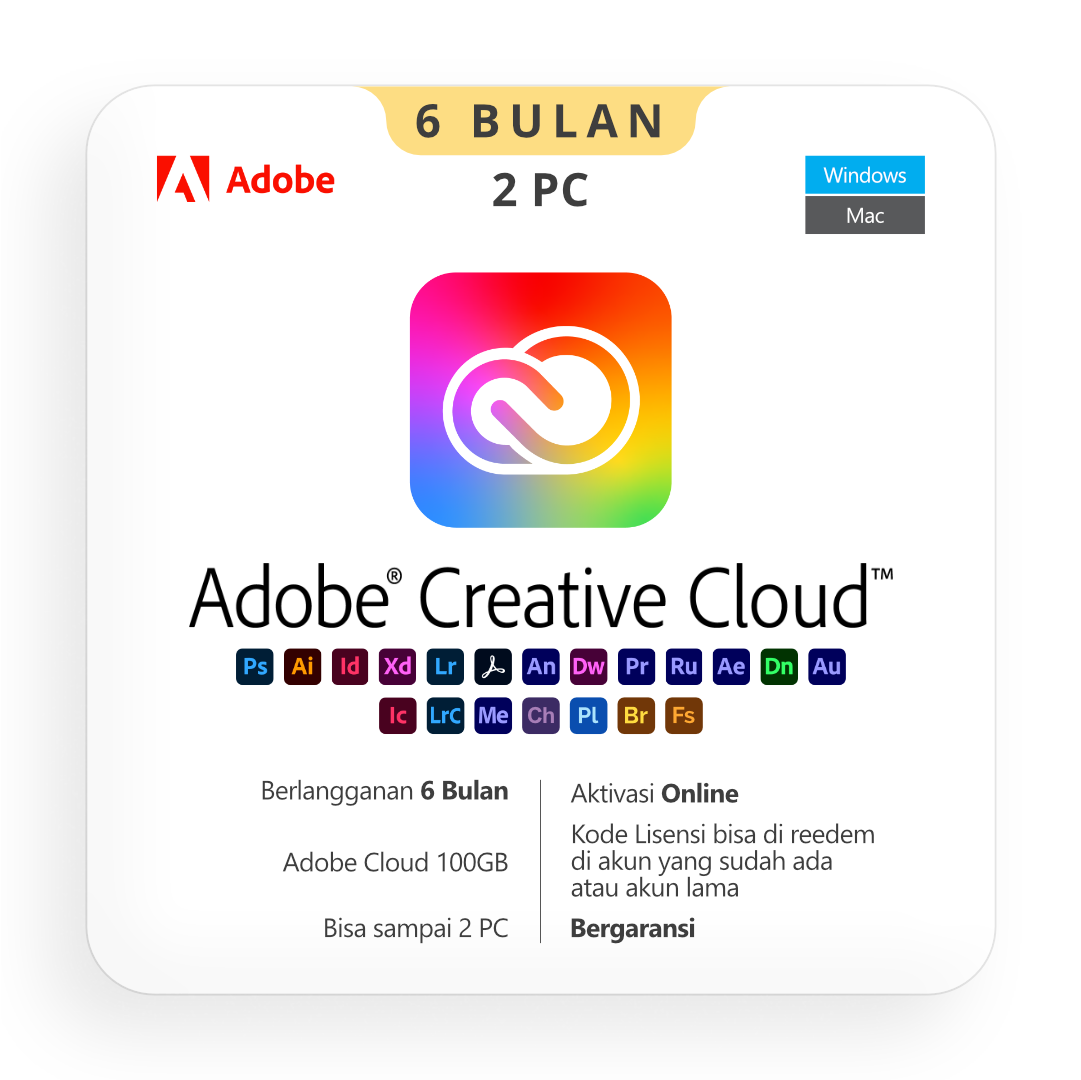 6 BULAN
Adobe
2 PC
Windows
Mac
Adobe® Creative Cloud™
Ps Ai Id Xd Lr An Dw Pr Ru Ae Dn Au
Ic LrC Me Ch Pl Br Fs
Berlangganan 6 Bulan
Adobe Cloud 100GB
Bisa sampai 2 PC
Aktivasi Online
Kode Lisensi bisa di reedem
di akun yang sudah ada
atau akun lama
Bergaransi